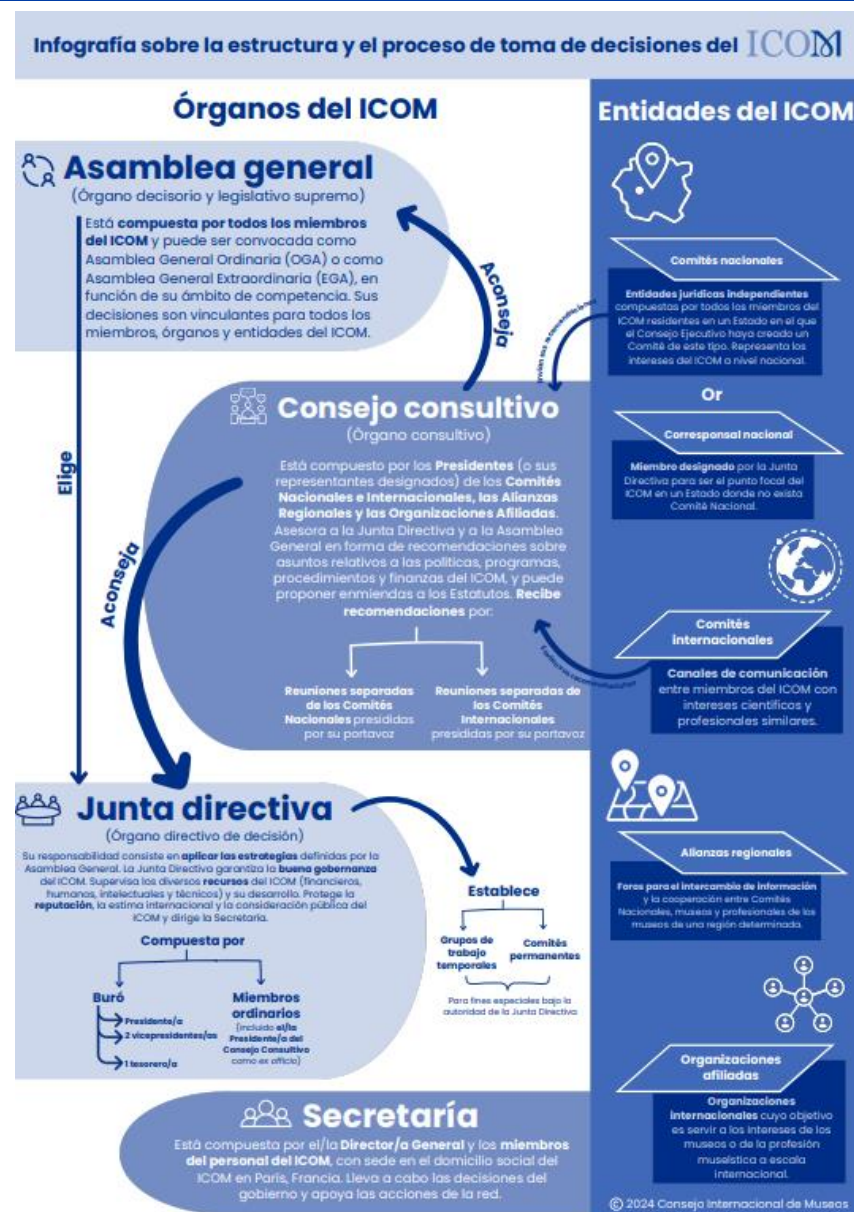 Infografía sobre la estructura y el proceso de toma de decisiones del ICOM
Órganos del ICOM
Asamblea general
(Órgano decisorio y legislativo supremo)
Está compuesta por todos los miembros
del ICOM y puede ser convocada como
Asamblea General Ordinaria (OGA) o como
Asamblea General Extraordinaria (EGA), en
función de su ámbito de competencia. Sus
decisiones son vinculantes para todos los
miembros, órganos y entidades del ICOM.
Aconseja
Elige
Consejo consultivo
(Órgano consultivo)
Está compuesto por los Presidentes (o sus
representantes designados) de los Comités
Nacionales e Internacionales, las Alianzas
Regionales y las Organizaciones Afiliadas.
Asesora a la Junta Directiva y a la Asamblea
General en forma de recomendaciones sobre
asuntos relativos a las políticas, programas,
procedimientos y finanzas del ICOM, y puede
proponer enmiendas a los Estatutos. Recibe
recomendaciones por:
Reuniones separadas
de los Comités
Nacionales presididas
por su portavoz
Reuniones separadas de
los Comités
Internacionales
presididas por su portavoz
Aconseja
Junta directiva
(Órgano directivo de decisión)
Su responsabilidad consiste en aplicar las estrategias definidas por la
Asamblea General. La Junta Directiva garantiza la buena gobernanza
del ICOM. Supervisa los diversos recursos del ICOM (financieros,
humanos, intelectuales y técnicos) y su desarrollo. Protege la
reputación, la estima internacional y la consideración pública del
ICOM y dirige la Secretaría.
Compuesta por
Buró
Presidente/a
2 vicepresidentes/as
1 tesorero/a
Miembros
ordinarios
(incluido el/la
Presidente/a del
Consejo Consultivo
como ex officio)
Establece
Grupos de
trabajo
temporales
Comités
permanentes
Para fines especiales bajo la
autoridad de la Junta Directiva
Secretaría
Está compuesta por el/la Director/a General y los miembros
del personal del ICOM, con sede en el domicilio social del
ICOM en París, Francia. Lleva a cabo las decisiones del
gobierno y apoya las acciones de la red.
Entidades del ICOM
Comités nacionales
Entidades jurídicas independientes
compuestas por todos los miembros del
ICOM residentes en un Estado en el que
el Consejo Ejecutivo haya creado un
Comité de este tipo. Representa los
intereses del ICOM a nivel nacional.
Or
Corresponsal nacional
Miembro designado por la Junta
Directiva para ser el punto focal del
ICOM en un Estado donde no exista
Comité Nacional.
Comités
internacionales
Canales de comunicación
entre miembros del ICOM con
intereses científicos y
profesionales similares.
Alianzas regionales
Foros para el intercambio de información
y la cooperación entre Comités
Nacionales, museos y profesionales de los
museos de una región determinada.
Organizaciones
afiliadas
Organizaciones
internacionales cuyo objetivo
es servir a los intereses de los
museos o de la profesión
museística a escala
internacional.
© 2024 Consejo Internacional de Museos